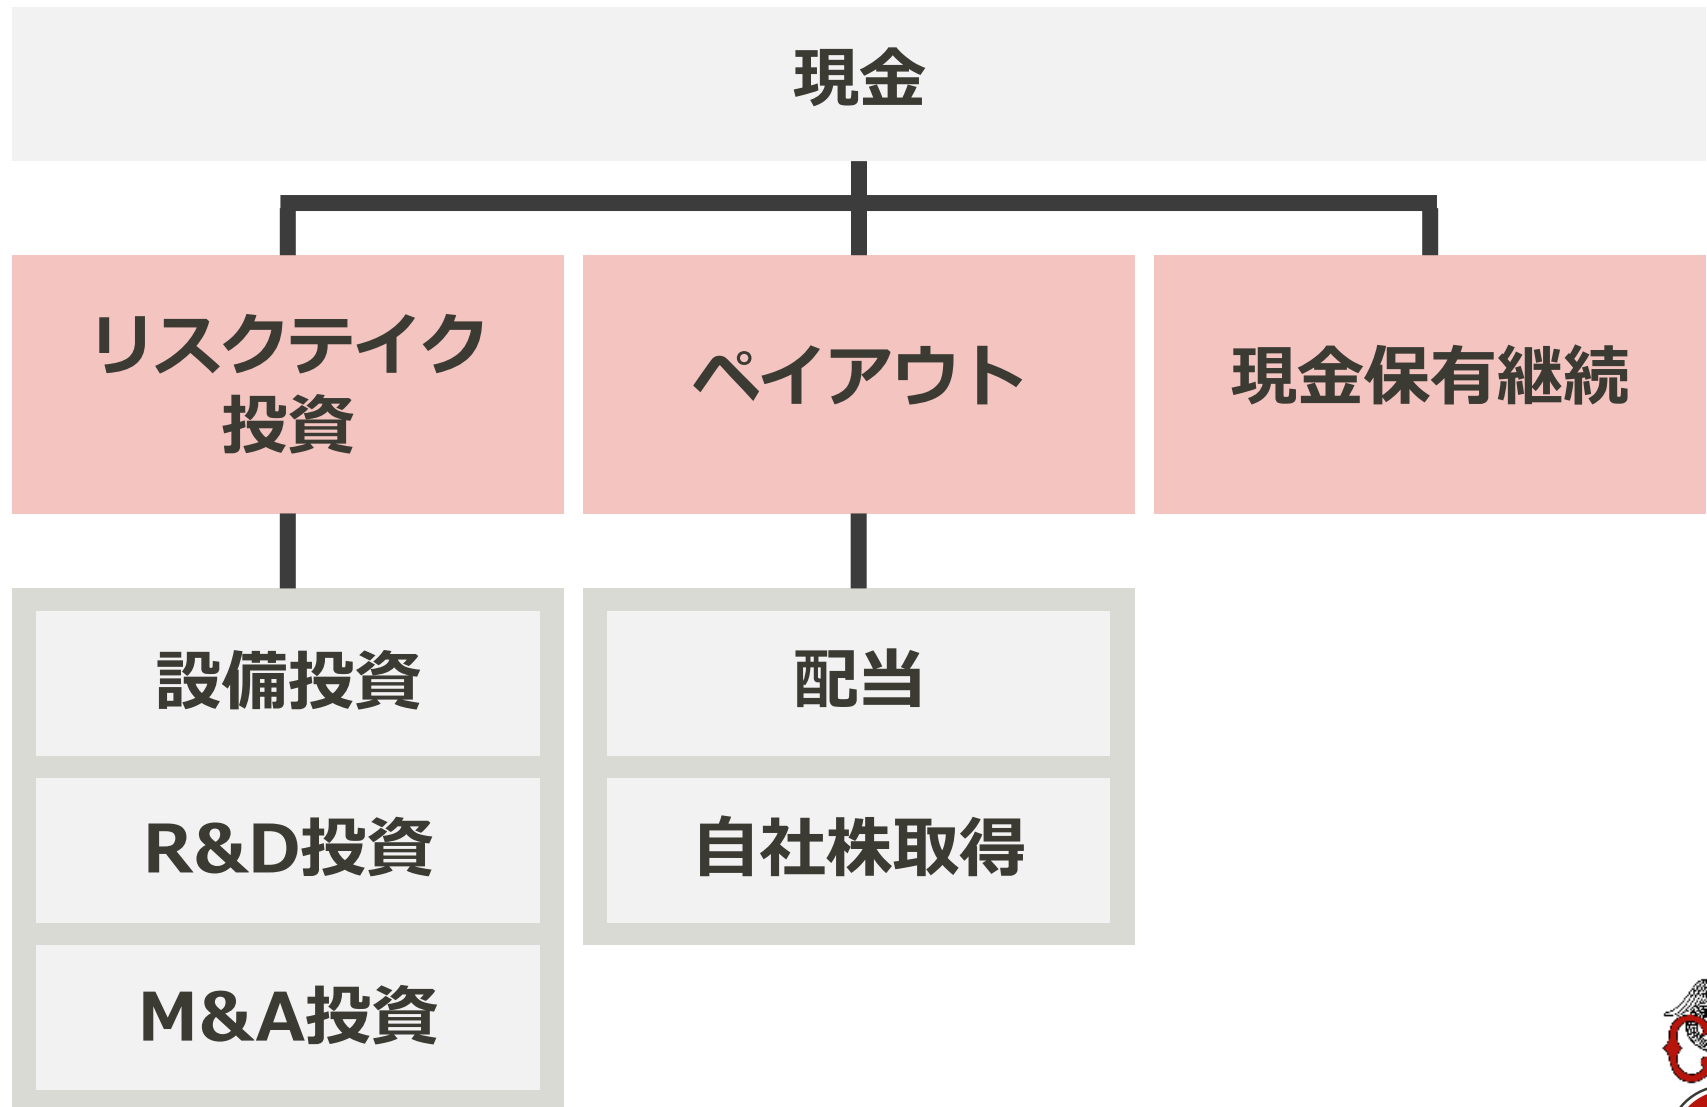 現金
リスクテイク
投資
ペイアウト
現金保有継続
設備投資
R&D投資
M&A投資
配当
自社株取得